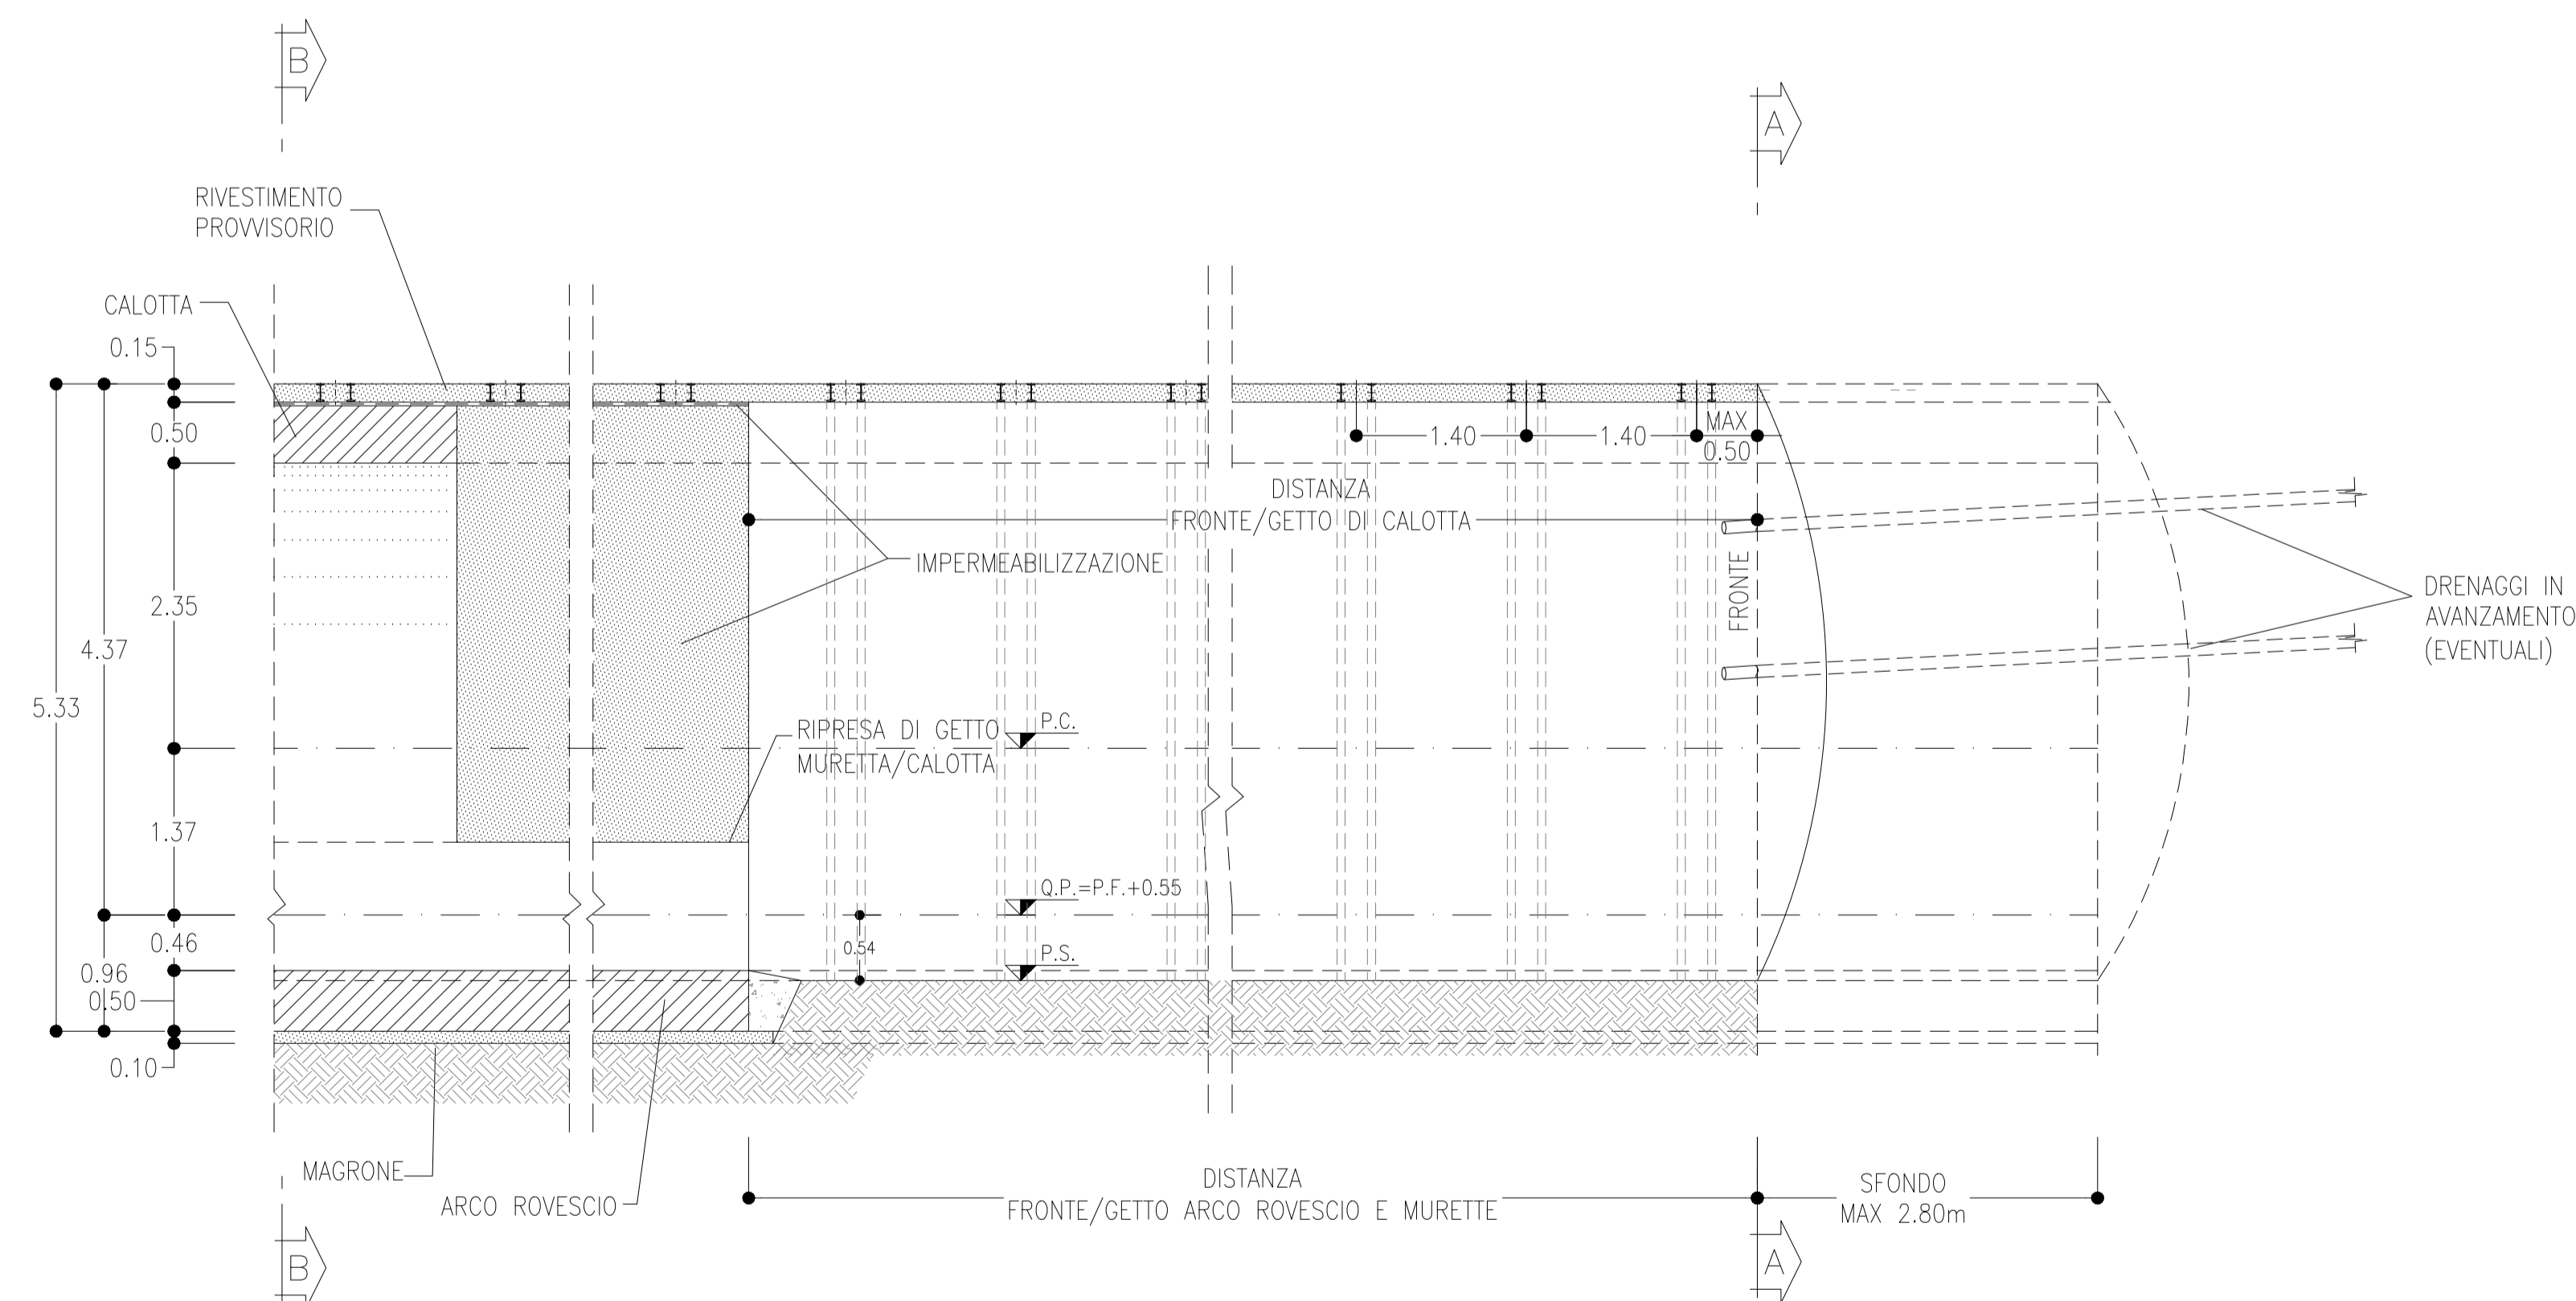 B
A
RIVESTIMENTO
PROVVISORIO
CALOTTA
0.15
0.50
1.40
1.40
MAX
0.50
DISTANZA
FRONTE/GETTO DI CALOTTA
IMPERMEABILIZZAZIONE
FRONTE
DRENAGGI IN
AVANZAMENTO
(EVENTUALI)
2.35
4.37
5.33
RIPRESA DI GETTO
MURETTA/CALOTTA
P.C.
1.37
Q.P.=P.F.+0.55
0.46
0.54
P.S.
0.96
0.50
0.10
MAGRONE
ARCO ROVESCIO
DISTANZA
FRONTE/GETTO ARCO ROVESCIO E MURETTE
SFONDO
MAX 2.80m
B
A